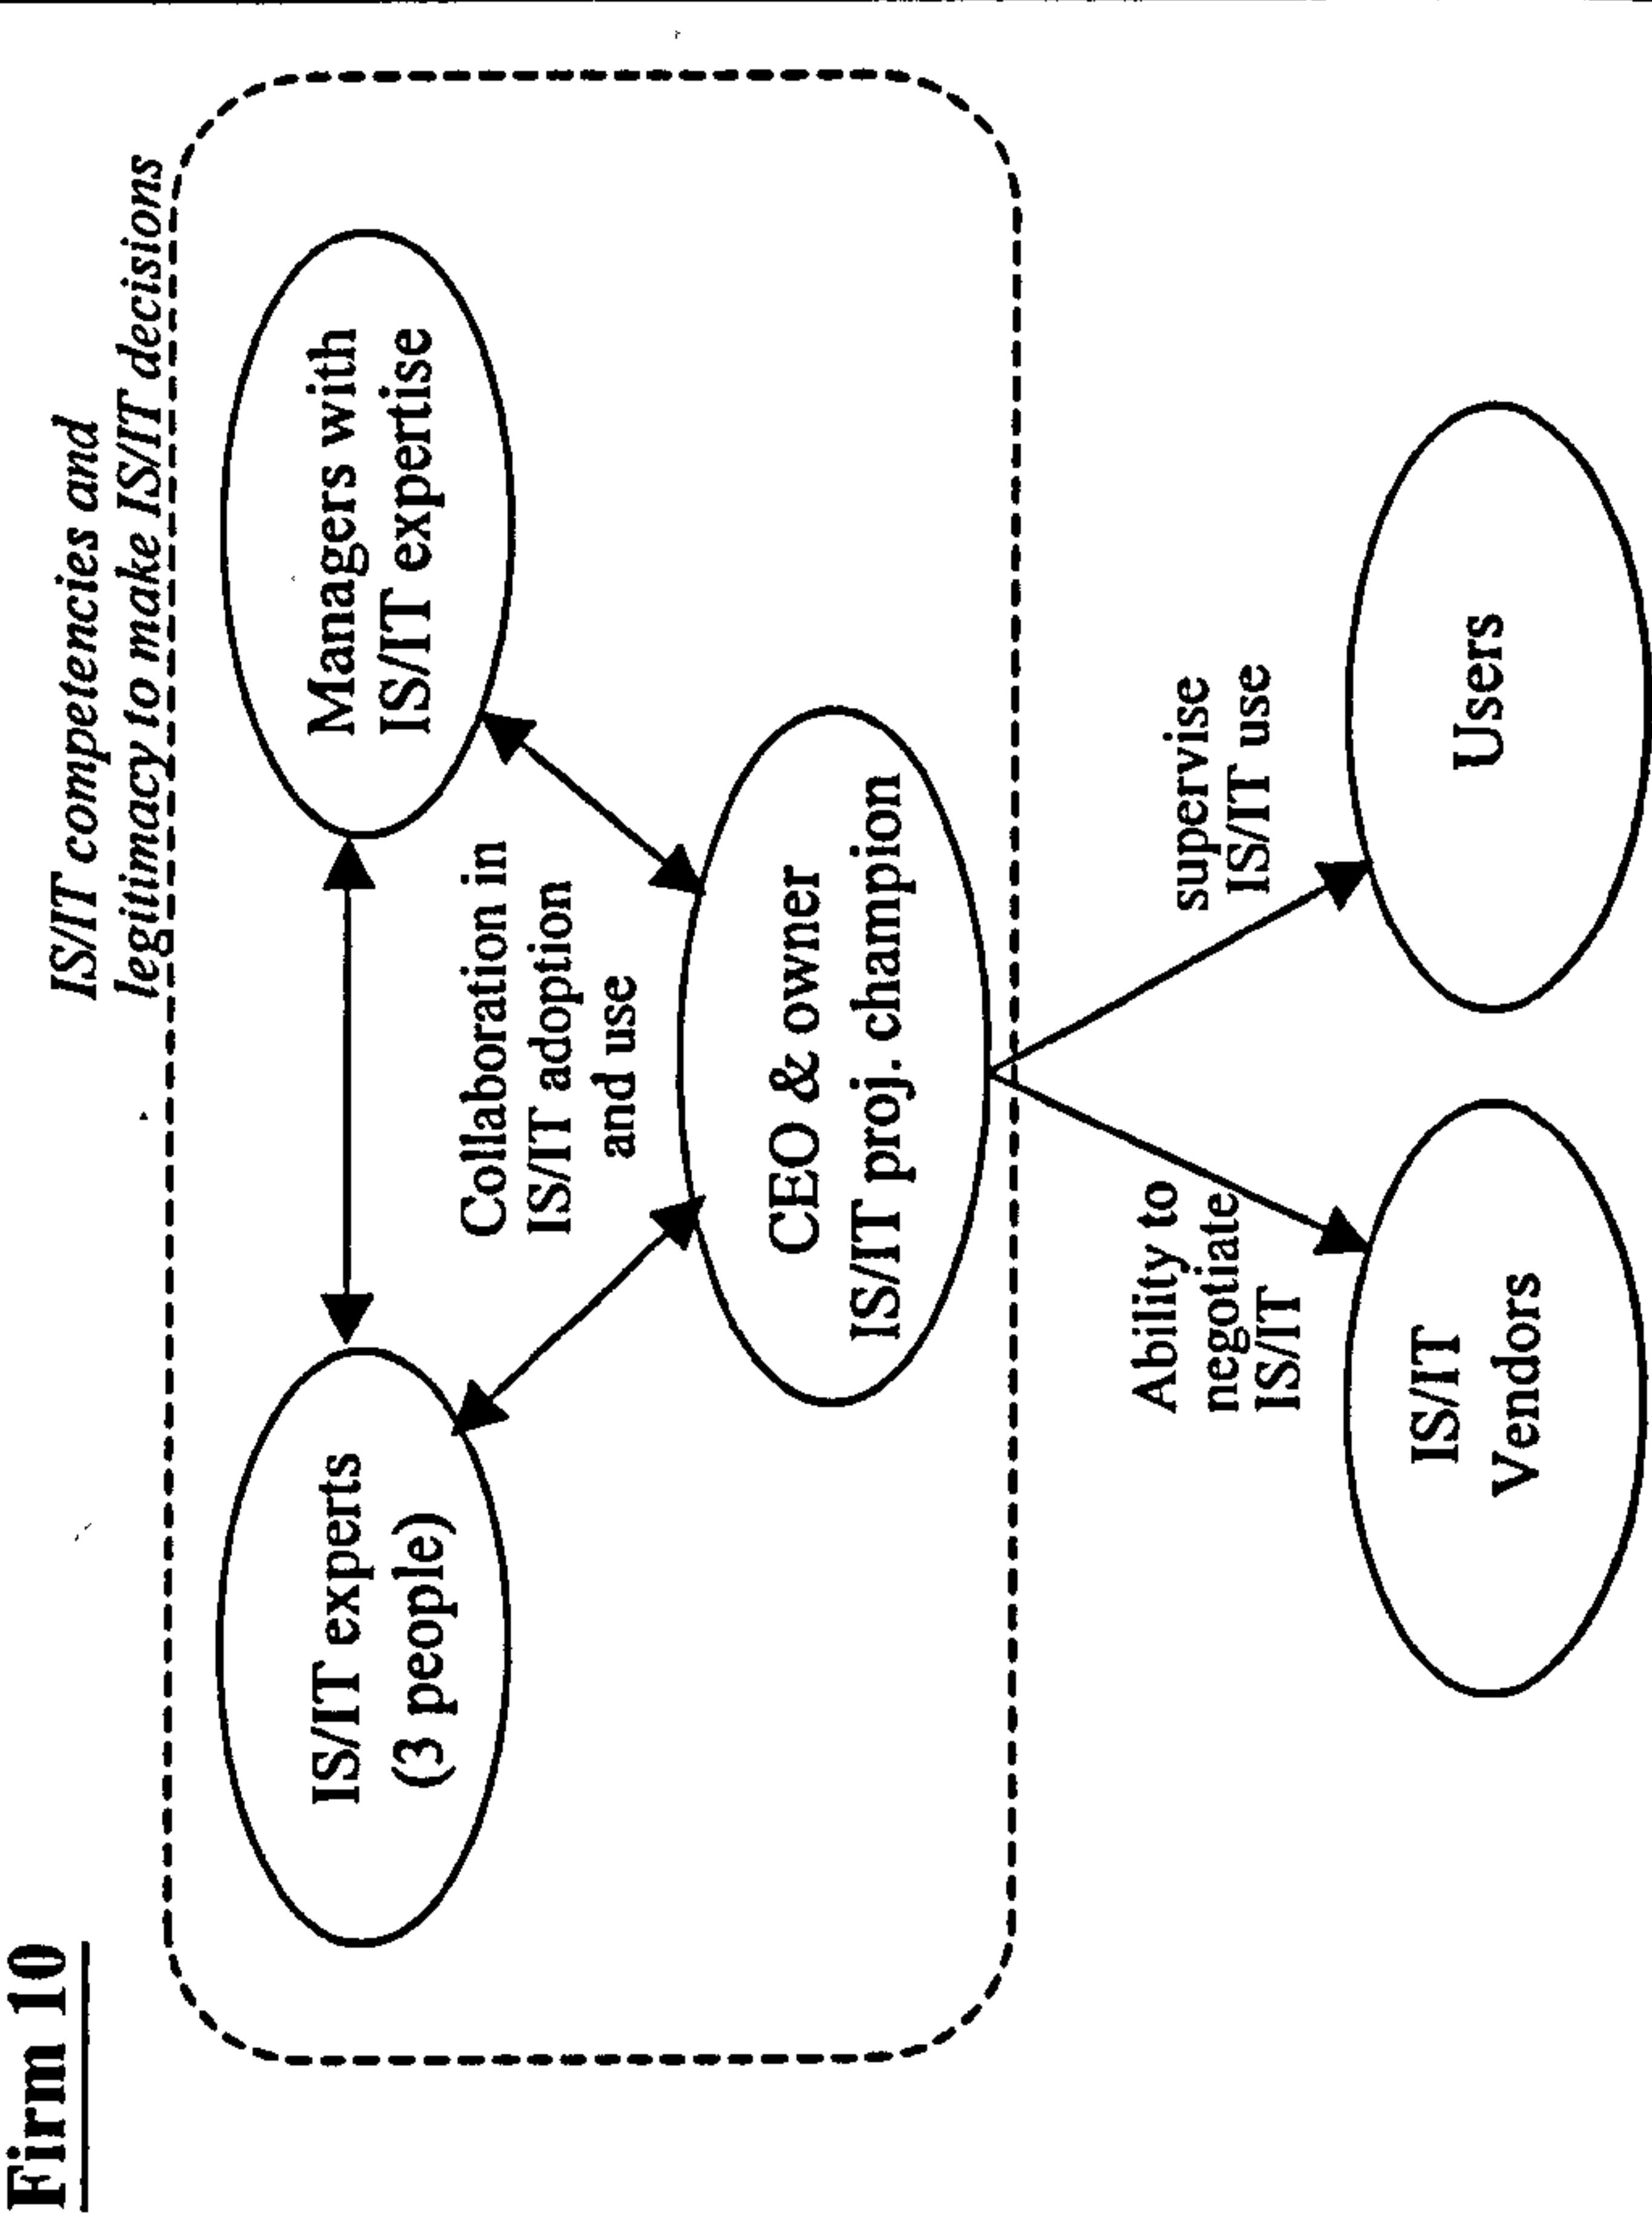 Firm 10
IS/IT competencies and
legitimacy to make IS/IT decisions
IS/IT experts
(3 people)
Managers with
IS/IT expertise
Collaboration in
IS/IT adoption
and use
CEO & owner
IS/IT proj. champion
Ability to
negotiate
IS/IT
supervise
IS/IT use
IS/IT
Vendors
Users